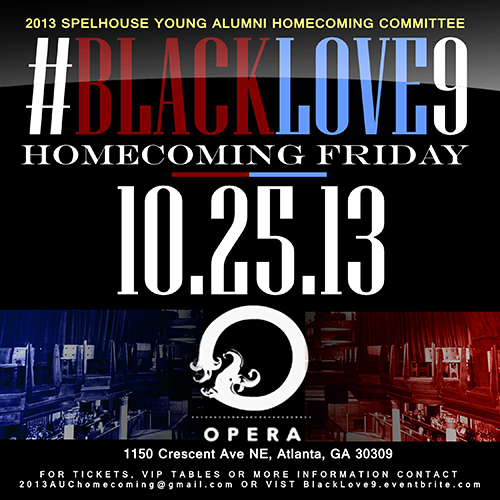 2013 SPELHOUSE YOUNG ALUMNI HOMECOMING COMMITTEE
#BLACKLOVE9
HOMECOMING FRIDAY
10.25.13
OPERA
1150 Crescent Ave NE, Atlanta, GA 30309
FOR TICKETS, VIP TABLES OR MORE INFORMATION CONTACT
2013AUChomecoming@gmail.com OR VIST BlackLove9.eventbrite.com